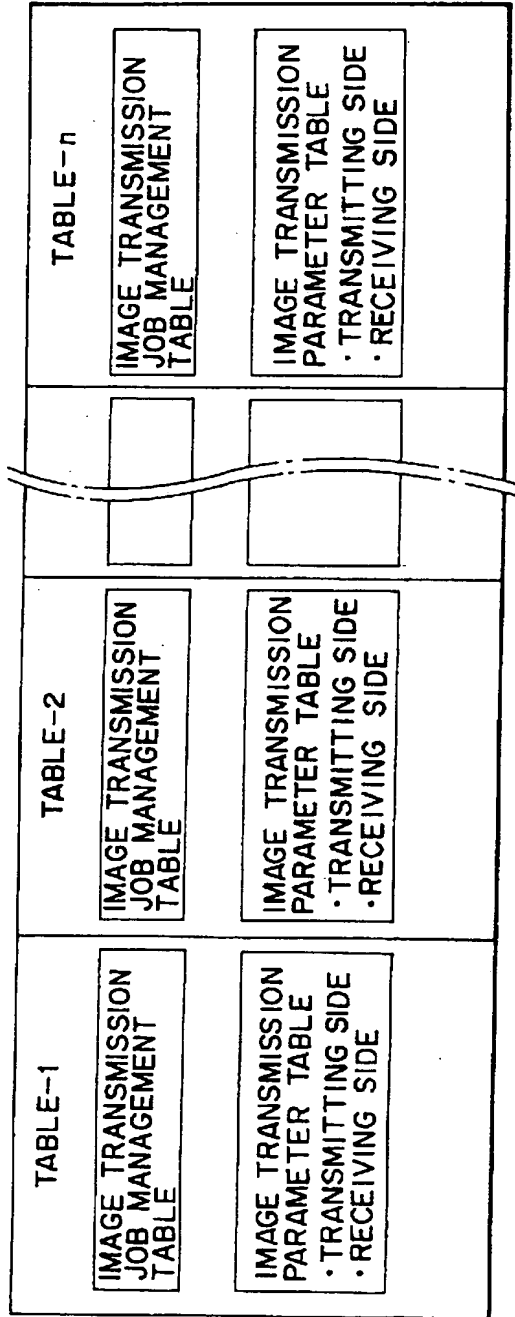 TABLE-1
IMAGE TRANSMISSION
JOB MANAGEMENT
TABLE
IMAGE TRANSMISSION
PARAMETER TABLE
・TRANSMITTING SIDE
・RECEIVING SIDE
TABLE-2
IMAGE TRANSMISSION
JOB MANAGEMENT
TABLE
IMAGE TRANSMISSION
PARAMETER TABLE
・TRANSMITTING SIDE
・RECEIVING SIDE
TABLE-n
IMAGE TRANSMISSION
JOB MANAGEMENT
TABLE
IMAGE TRANSMISSION
PARAMETER TABLE
・TRANSMITTING SIDE
・RECEIVING SIDE